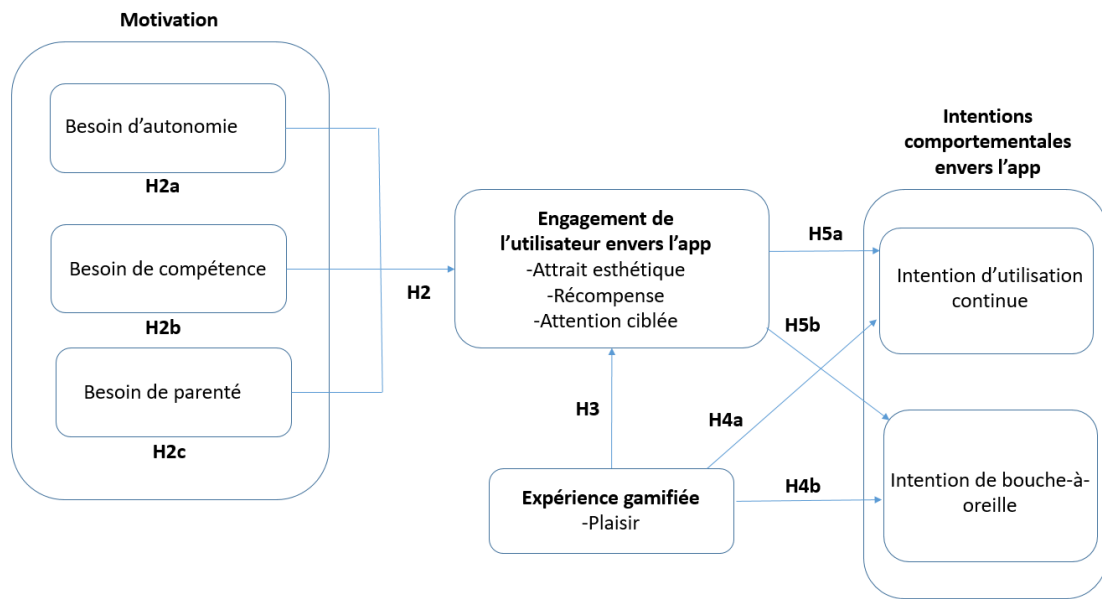 Motivation
Besoin d'autonomie
H2a
Besoin de compétence
H2b
Besoin de parenté
H2c
H2
Engagement de
l'utilisateur envers l'app
-Attrait esthétique
-Récompense
-Attention ciblée
H3
Expérience gamifiée
-Plaisir
H5a
H5b
H4a
H4b
Intentions
comportementales
envers l'app
Intention d'utilisation
continue
Intention de bouche-à-
oreille